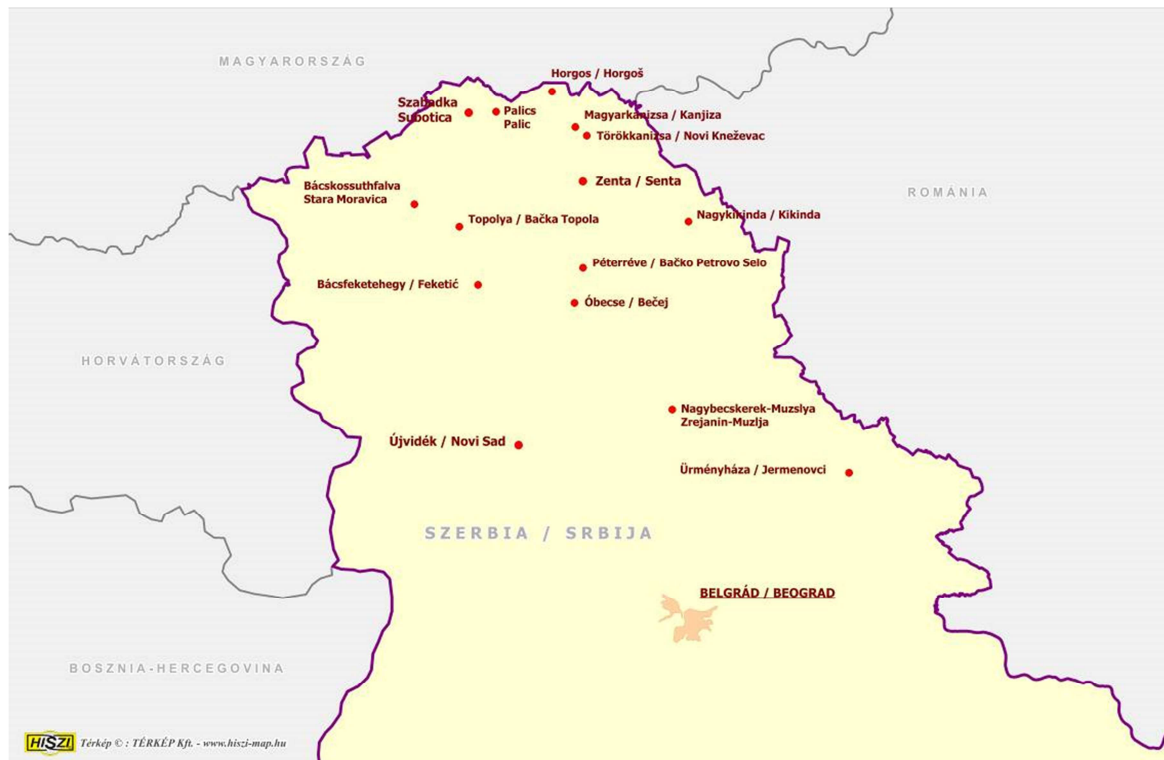 MAGYARORSZÁG
Horgos / Horgoš
Szabadka
Subotica
Palics
Palic
Magyarkanizsa / Kanjiza
Törökkanizsa / Novi Kneževac
Zenta / Senta
ROMÁNIA
Bácskossuthfalva
Stara Moravica
Topolya / Bačka Topola
Nagykikinda / Kikinda
Péterréve / Bačko Petrovo Selo
Bácsfeketehegy / Feketić
Óbecse / Bečej
HORVÁTORSZÁG
Nagybecskerek-Muzslya
Zrejanin-Muzlja
Újvidék / Novi Sad
Ürményháza / Jermenovci
SZERBIA / SRBIJA
BELGRÁD / BEOGRAD
BOSZNIA-HERCEGOVINA
HISZI Térkép © : TÉRKÉP Kft. - www.hiszi-map.hu